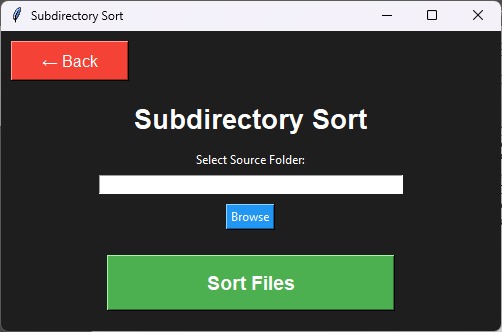 Subdirectory Sort
← Back
Subdirectory Sort
Select Source Folder:
Browse
Sort Files